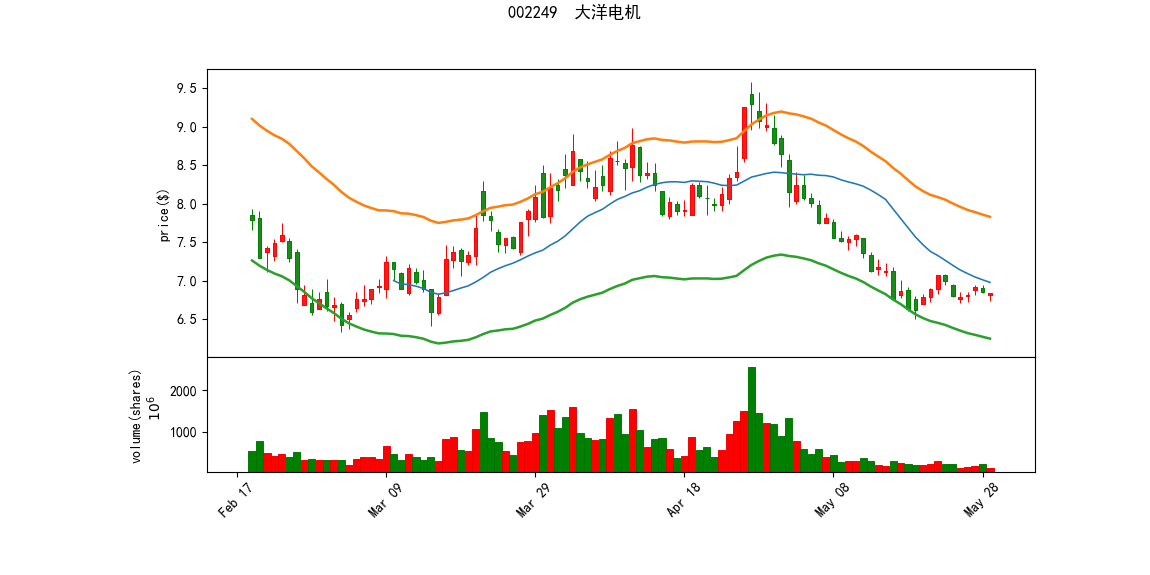 002249  大洋电机
price($)
9.5
9.0
8.5
8.0
7.5
7.0
6.5
volume(shares)
10^6
2000
1000
Feb 17
Mar 09
Mar 29
Apr 18
May 08
May 28